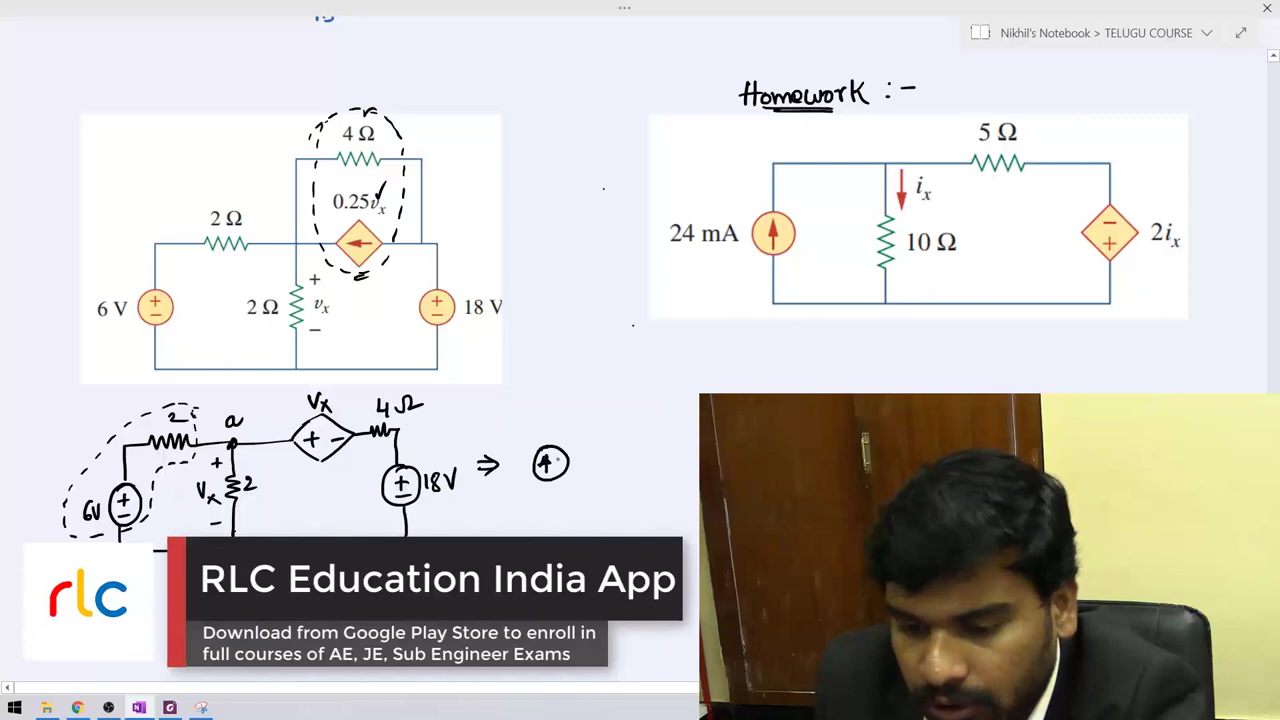 Nikhil's Notebook > TELUGU COURSE
Homework :-
4 Ω
0.25vx
2 Ω
6 V
2 Ω
+
vx
−
18 V
5 Ω
ix
24 mA
10 Ω
2ix
2
a
Vx
4Ω
6V
+
Vx
−
2
18V
⇒
rlc
RLC Education India App
Download from Google Play Store to enroll in
full courses of AE, JE, Sub Engineer Exams